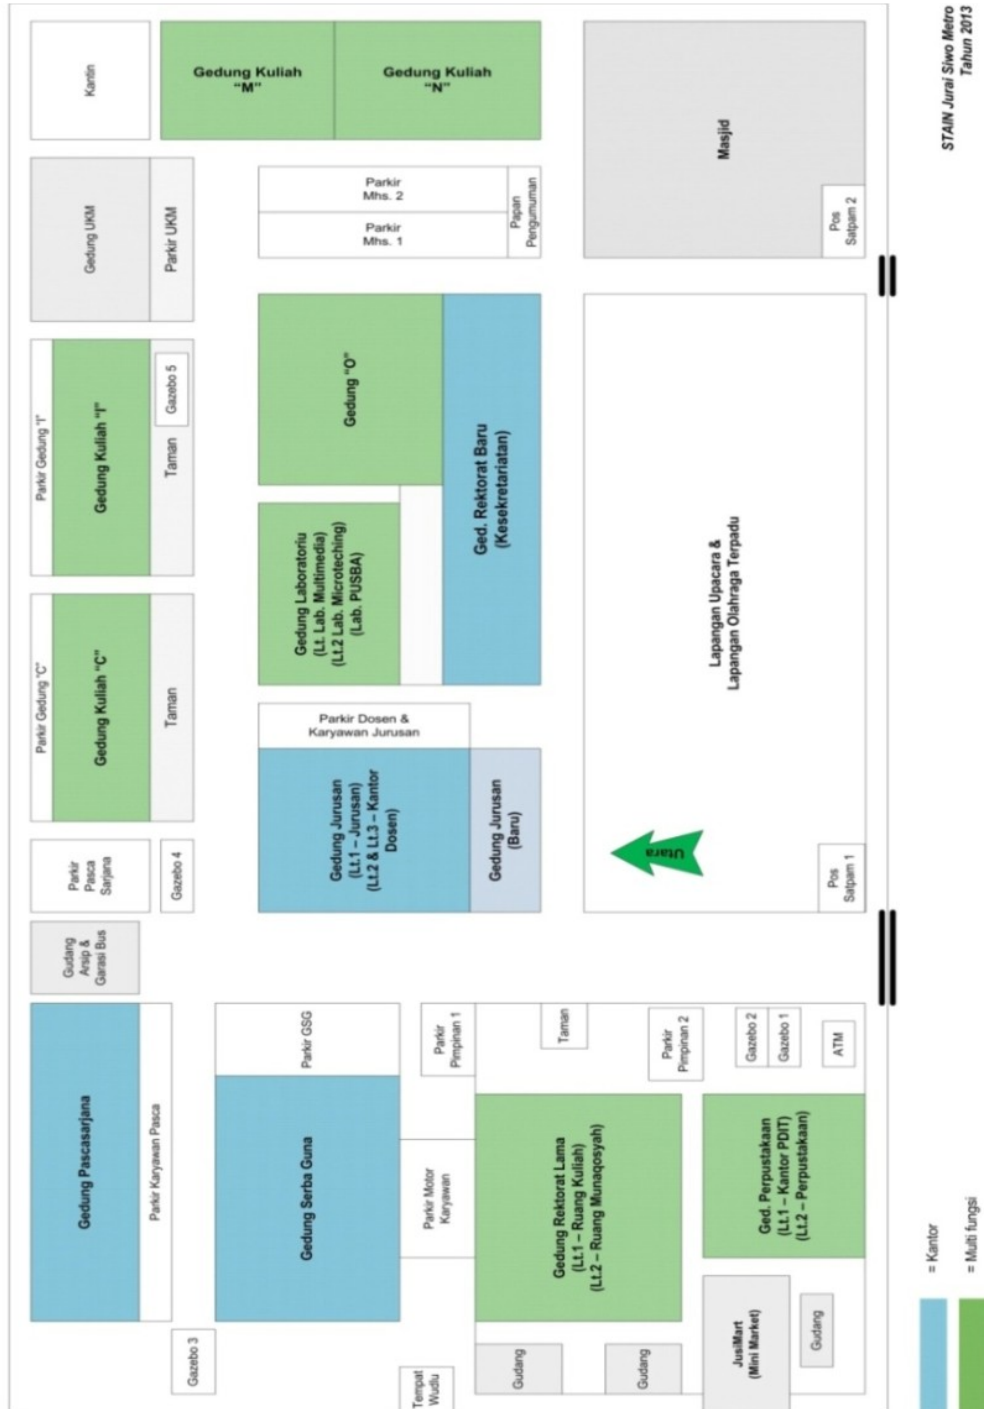 STAIN Jurai Siwo Metro
Tahun 2013
Kantin
Gedung Kuliah
“M”
Gedung Kuliah
“N”
Masjid
Pos
Satpam 2
Gedung UKM
Parkir UKM
Parkir
Mhs. 2
Parkir
Mhs. 1
Papan
Pengumuman
Parkir Gedung “I”
Gedung Kuliah “I”
Gazebo 5
Taman
Gedung “O”
Ged. Rektorat Baru
(Kesekretariatan)
Gedung Laboratoriu
(Lt. Lab. Multimedia)
(Lt.2 Lab. Microteching)
(Lab. PUSBA)
Lapangan Upacara &
Lapangan Olahraga Terpadu
Parkir Gedung “C”
Gedung Kuliah “C”
Taman
Parkir Dosen &
Karyawan Jurusan
Gedung Jurusan
(Lt.1 – Jurusan)
(Lt.2 & Lt.3 – Kantor
Dosen)
Gedung Jurusan
(Baru)
Utara
Pos
Satpam 1
Parkir
Pasca
Sarjana
Gazebo 4
Gudang
Arsip &
Garasi Bus
Gedung Pascasarjana
Parkir Karyawan Pasca
Parkir GSG
Gedung Serba Guna
Parkir
Pimpinan 1
Taman
Parkir
Pimpinan 2
Gazebo 2
Gazebo 1
ATM
Parkir Motor
Karyawan
Gedung Rektorat Lama
(Lt.1 – Ruang Kuliah)
(Lt.2 – Ruang Munaqosyah)
Ged. Perpustakaan
(Lt.1 – Kantor PDIT)
(Lt.2 – Perpustakaan)
Gazebo 3
Tempat
Wudlu
Gudang
Gudang
JusiMart
(Mini Market)
Gudang
= Kantor
= Multi fungsi